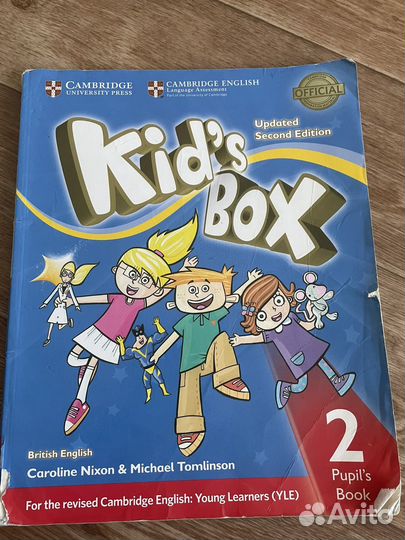 CAMBRIDGE
UNIVERSITY PRESS
CAMBRIDGE ENGLISH
Language Assessment
Part of the University of Cambridge
OFFICIAL
Updated
Second Edition
Kid's
BOX
British English
Caroline Nixon & Michael Tomlinson
2
Pupil's
Book
For the revised Cambridge English: Young Learners (YLE)
Avito